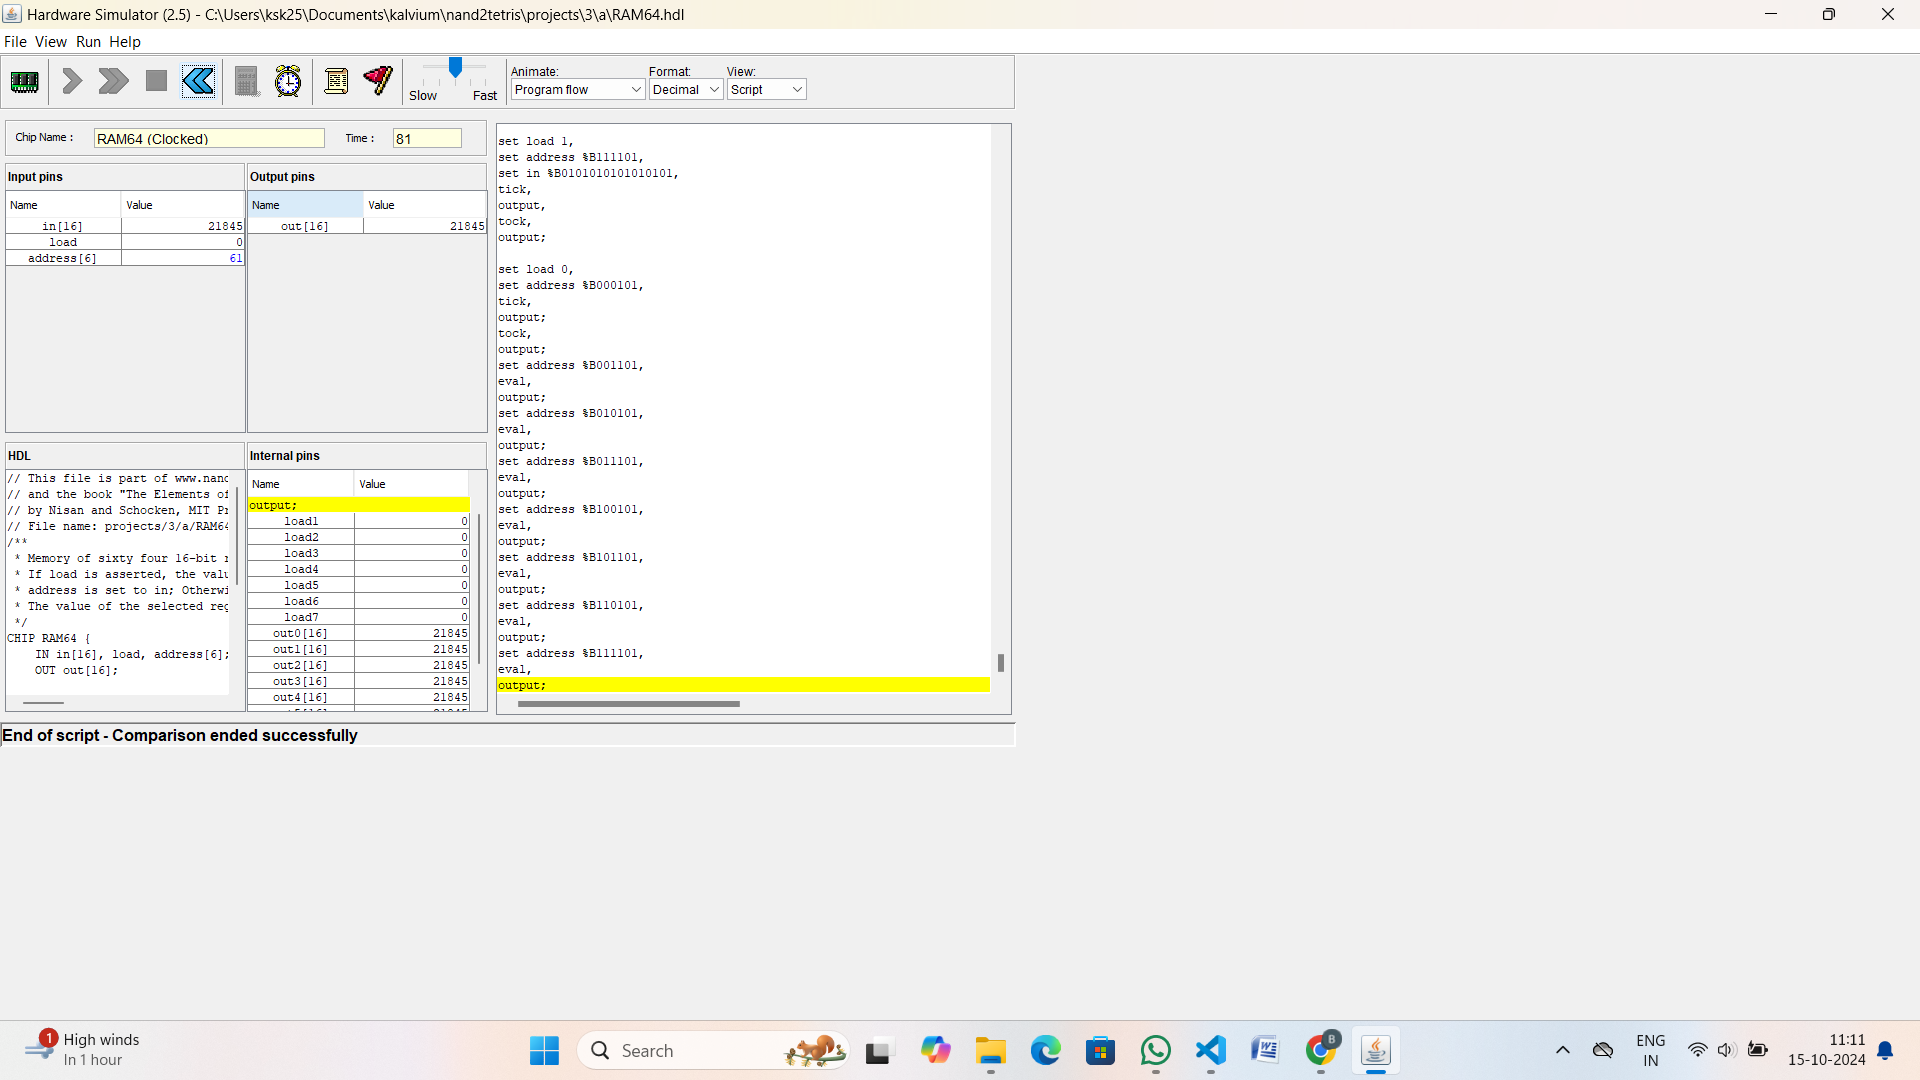 Hardware Simulator (2.5) - C:\Users\ksk25\Documents\kalvium\nand2tetris\projects\3\a\RAM64.hdl
File View Run Help
Slow Fast
Animate: Format: View:
Program flow Decimal Script
Chip Name : RAM64 (Clocked) Time : 81
Input pins
Name Value
in[16] 21845
load 0
address[6] 61
Output pins
Name Value
out[16] 21845
HDL
// This file is part of www.nand
// and the book "The Elements of
// by Nisan and Schocken, MIT Pr
// File name: projects/3/a/RAM64
/**
* Memory of sixty four 16-bit r
* If load is asserted, the valu
* address is set to in; Otherwi
* The value of the selected reg
*/
CHIP RAM64 {
IN in[16], load, address[6];
OUT out[16];
Internal pins
Name Value
output;
load1 0
load2 0
load3 0
load4 0
load5 0
load6 0
load7 0
out0[16] 21845
out1[16] 21845
out2[16] 21845
out3[16] 21845
out4[16] 21845
set load 1,
set address %B111101,
set in %B0101010101010101,
tick,
output,
tock,
output;
set load 0,
set address %B000101,
tick,
output;
tock,
output;
set address %B001101,
eval,
output;
set address %B010101,
eval,
output;
set address %B011101,
eval,
output;
set address %B100101,
eval,
output;
set address %B101101,
eval,
output;
set address %B110101,
eval,
output;
set address %B111101,
eval,
output;
End of script - Comparison ended successfully
1
High winds
In 1 hour
Search
B
ENG
IN
11:11
15-10-2024